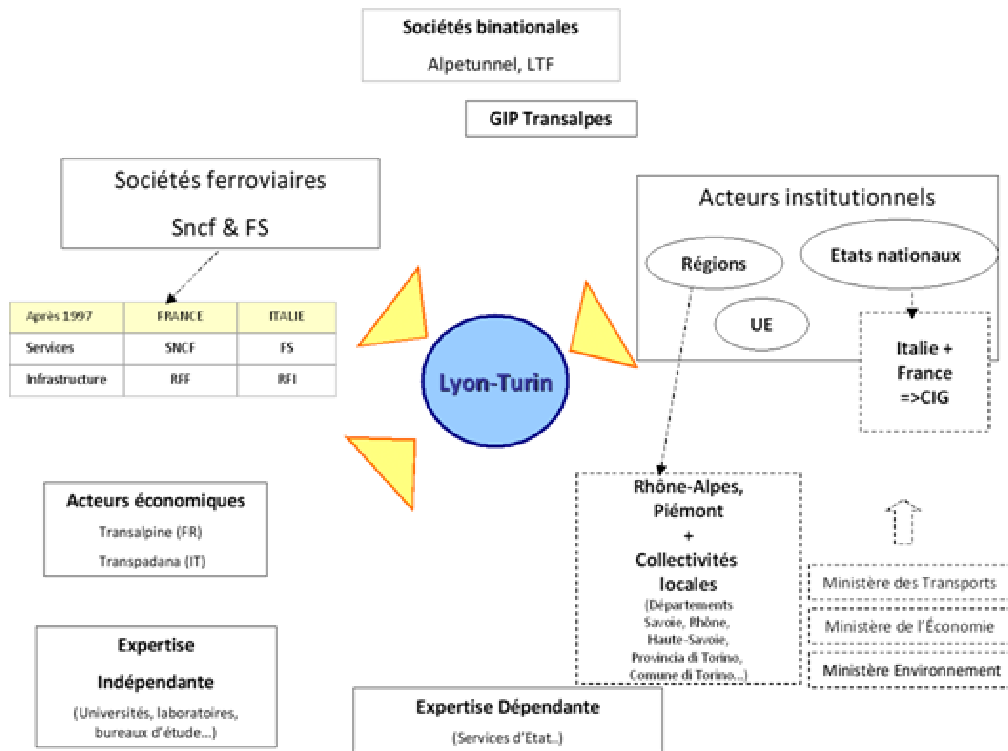 Sociétés binationales
Alpetunnel, LTF
GIP Transalpes
Sociétés ferroviaires
Sncf & FS
Acteurs institutionnels
Régions
Etats nationaux
UE
Italie +
France
=>CIG
Après 1997 FRANCE ITALIE
Services SNCF FS
Infrastructure RFF RFI
Lyon-Turin
Acteurs économiques
Transalpine (FR)
Transpadana (IT)
Rhône-Alpes,
Piémont
+
Collectivités
locales
(Départements
Savoie, Rhône,
Haute-Savoie,
Provincia di Torino,
Comune di Torino...)
Ministère des Transports
Ministère de l'Économie
Ministère Environnement
Expertise
Indépendante
(Universités, laboratoires,
bureaux d'étude...)
Expertise Dépendante
(Services d'Etat..)